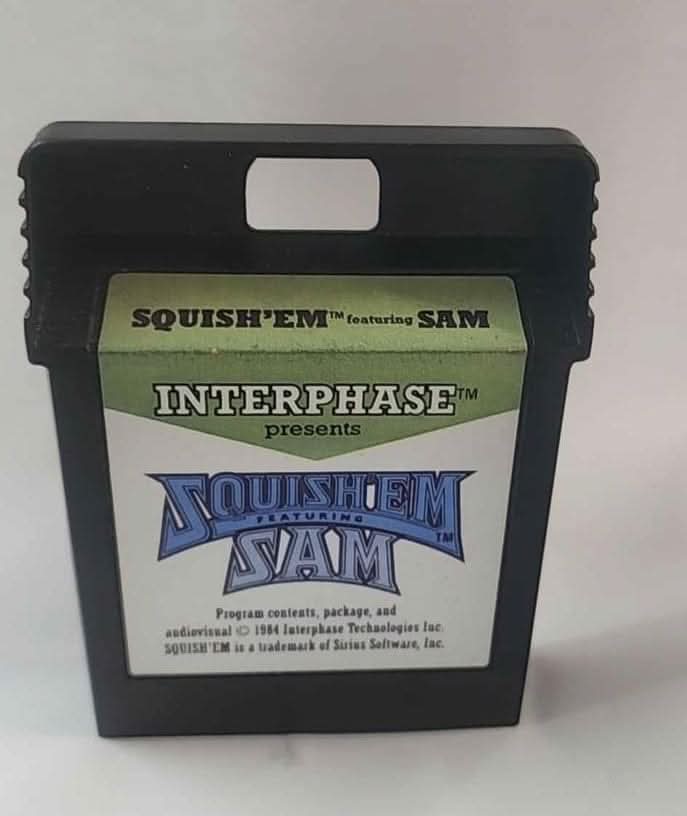 SQUISH'EM™ featuring SAM
INTERPHASE™
presents
SQUISH'EM
FEATURING
SAM™
Program contents, package, and
audiovisual © 1984 Interphase Technologies Inc.
SQUISH'EM is a trademark of Sirius Software, Inc.